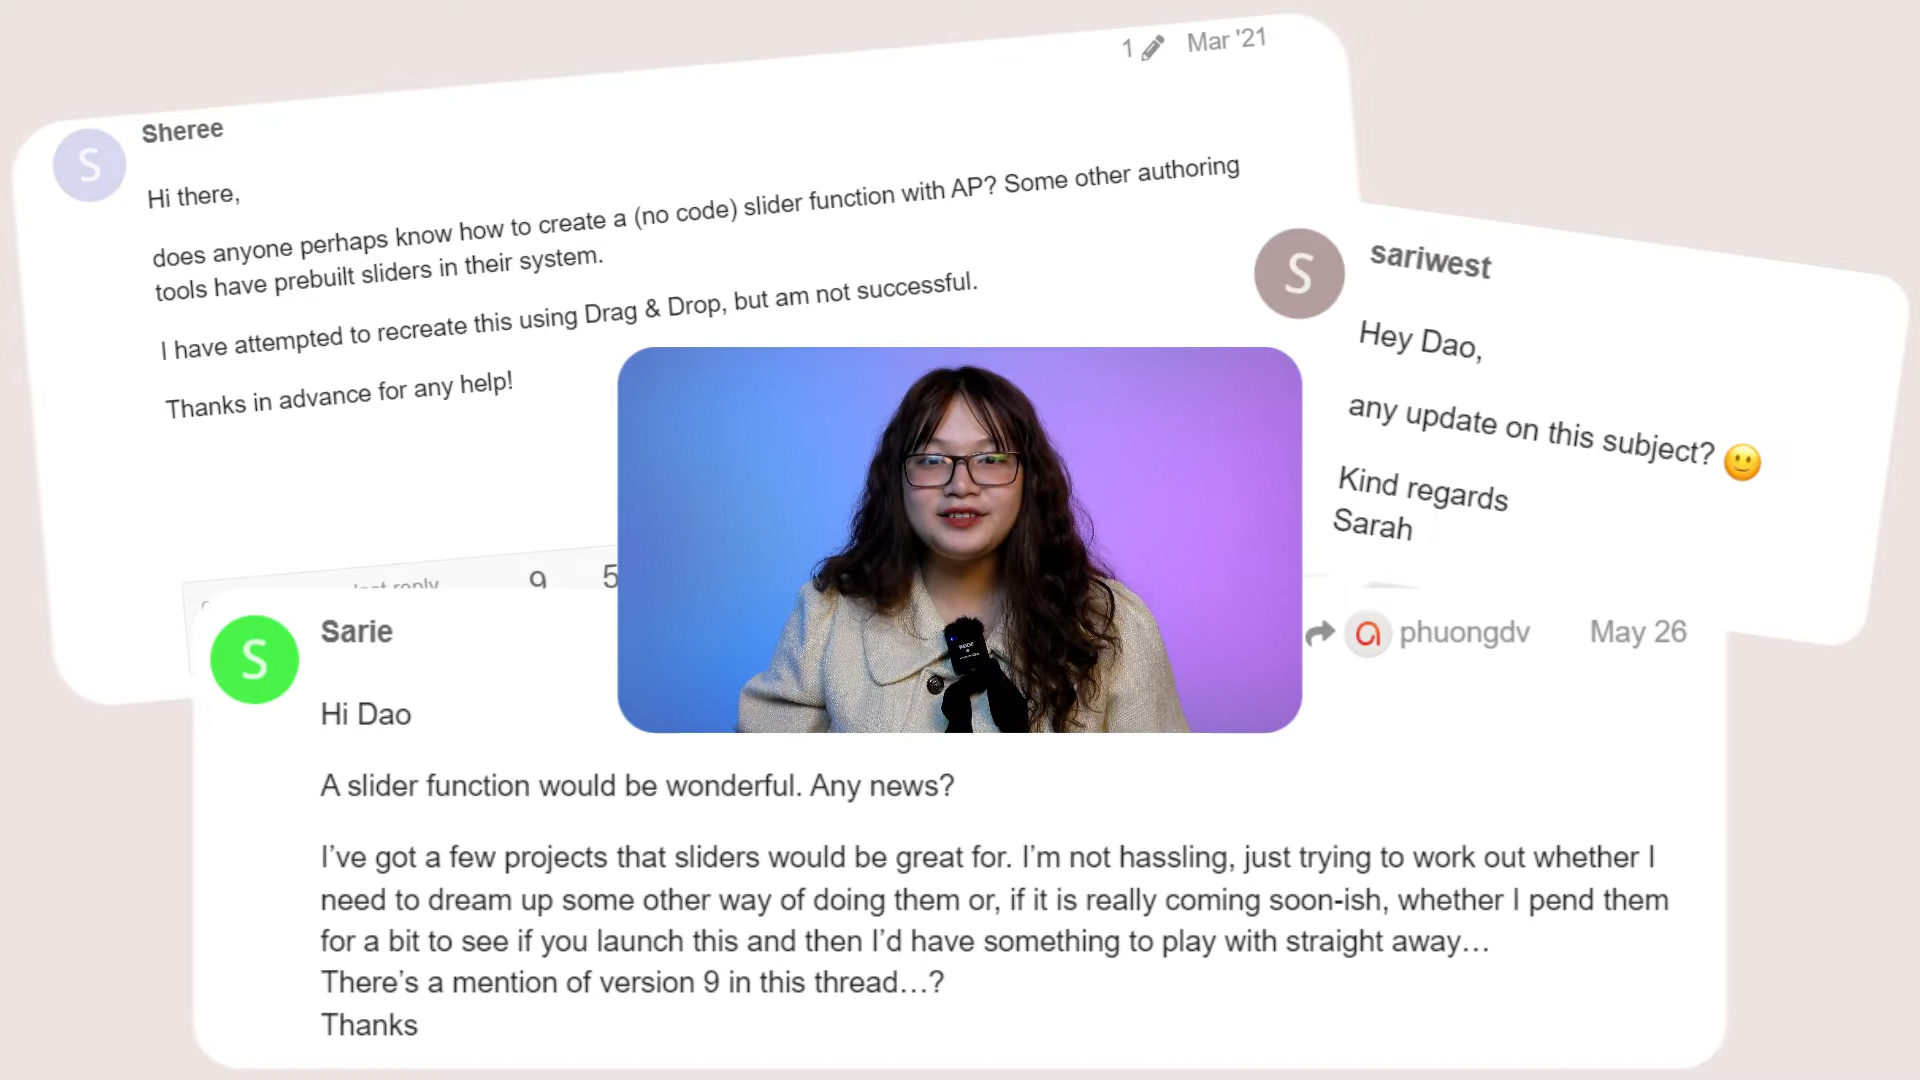 1 Mar '21
S Sheree
Hi there,
does anyone perhaps know how to create a (no code) slider function with AP? Some other authoring
tools have prebuilt sliders in their system.
I have attempted to recreate this using Drag & Drop, but am not successful.
Thanks in advance for any help!
last reply 9 5
S sariwest
Hey Dao,
any update on this subject? 🙂
Kind regards
Sarah
S Sarie
phuongdv May 26
Hi Dao
A slider function would be wonderful. Any news?
I’ve got a few projects that sliders would be great for. I’m not hassling, just trying to work out whether I
need to dream up some other way of doing them or, if it is really coming soon-ish, whether I pend them
for a bit to see if you launch this and then I’d have something to play with straight away…
There’s a mention of version 9 in this thread…?
Thanks